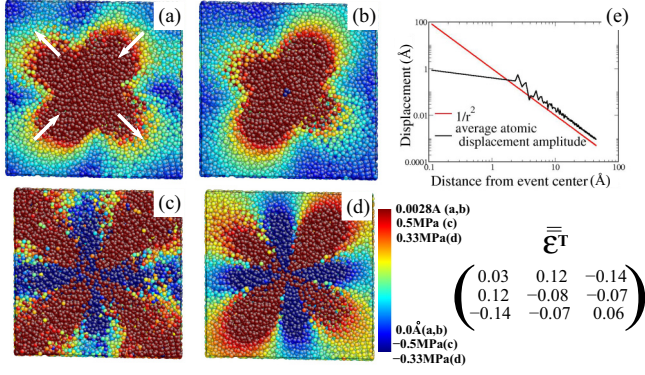 (a)
(b)
(c)
(d)
(e)
Displacement (Å)
100
1
0.01
0.0001
1/r²
average atomic
displacement amplitude
0.1
1
10
100
Distance from event center (Å)
0.0028A (a,b)
0.5MPa (c)
0.33MPa(d)
0.0Å(a,b)
−0.5MPa(c)
−0.33MPa(d)
ε̿ᵀ
0.03 0.12 −0.14
0.12 −0.08 −0.07
−0.14 −0.07 0.06